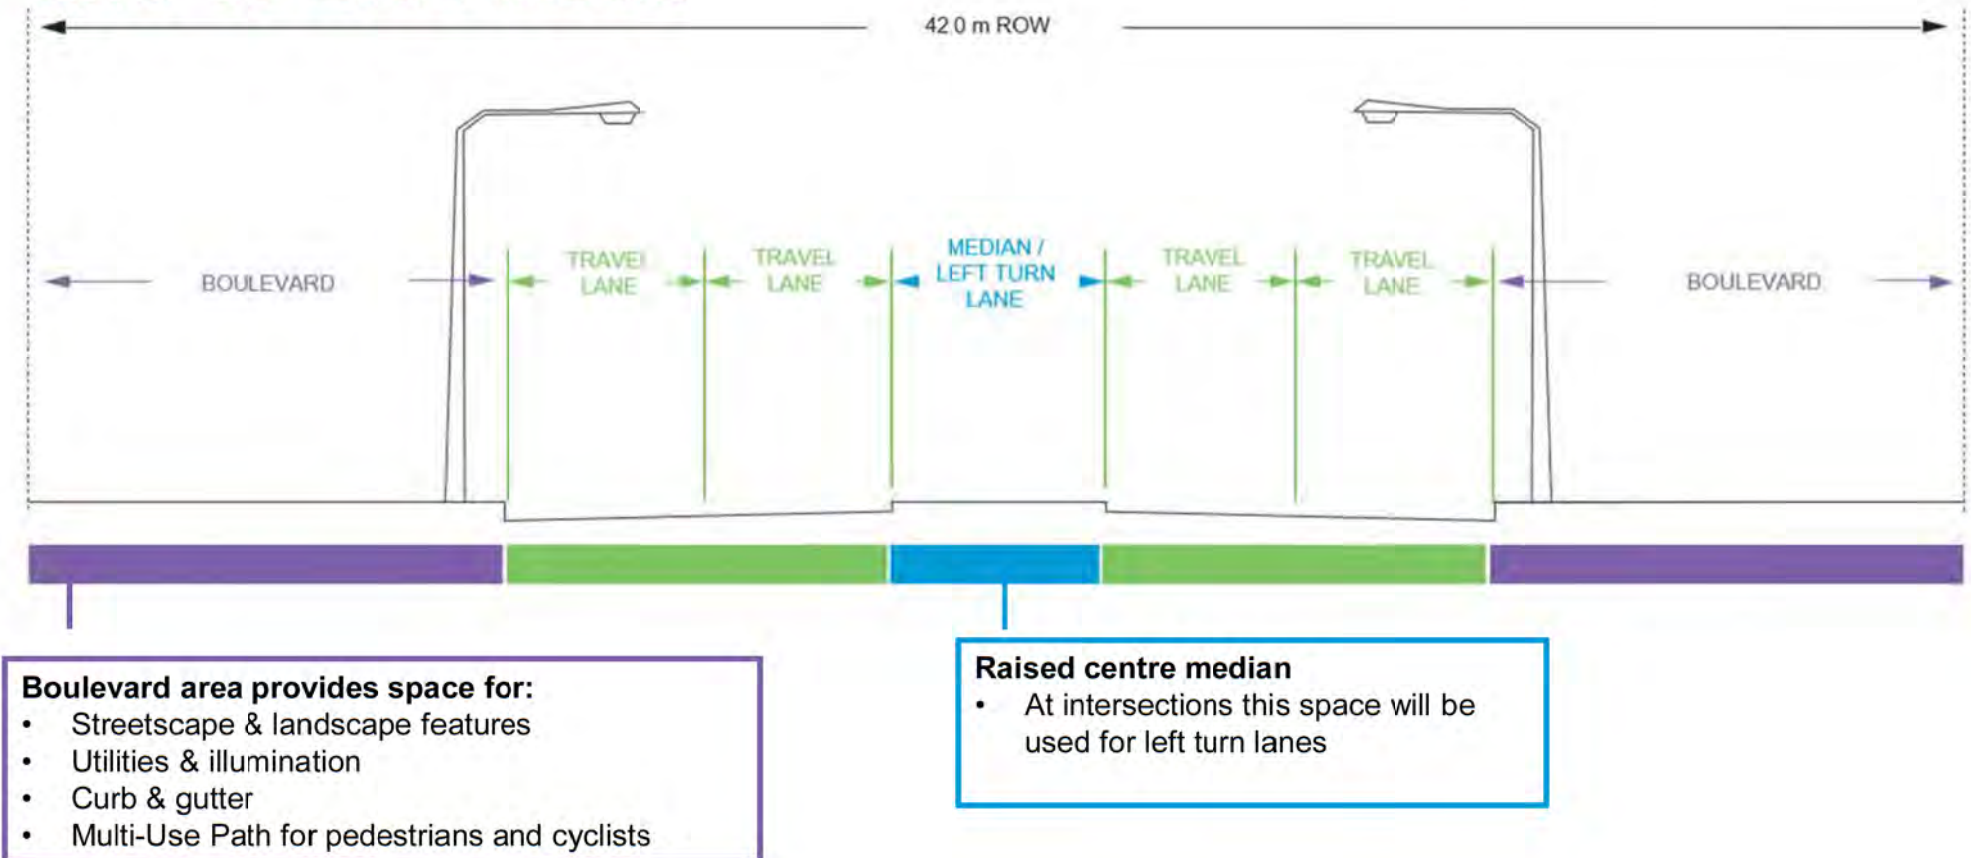 42.0 m ROW
BOULEVARD
TRAVEL
LANE
TRAVEL
LANE
MEDIAN /
LEFT TURN
LANE
TRAVEL
LANE
TRAVEL
LANE
BOULEVARD
Boulevard area provides space for:
• Streetscape & landscape features
• Utilities & illumination
• Curb & gutter
• Multi-Use Path for pedestrians and cyclists
Raised centre median
• At intersections this space will be
used for left turn lanes